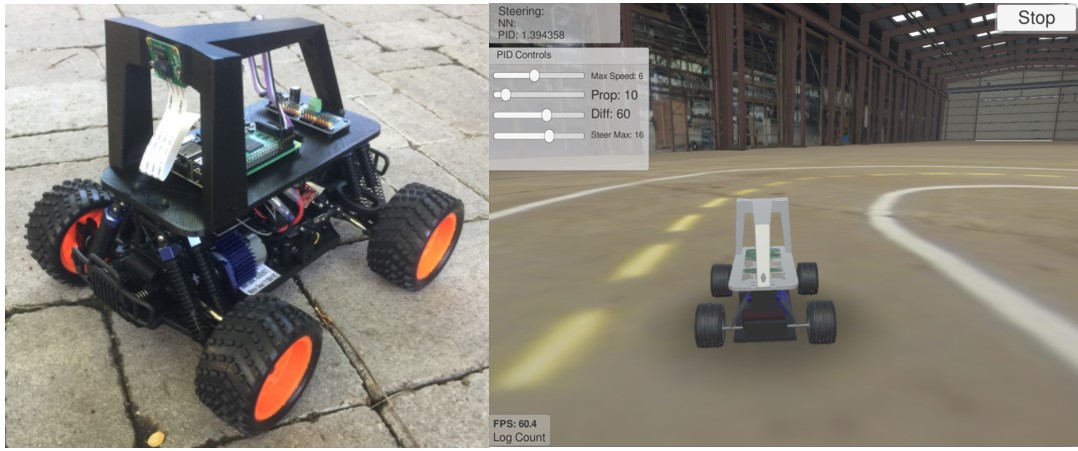 Steering:
NN:
PID: 1.394358
Stop
PID Controls
Max Speed: 6
Prop: 10
Diff: 60
Steer Max: 16
FPS: 60.4
Log Count